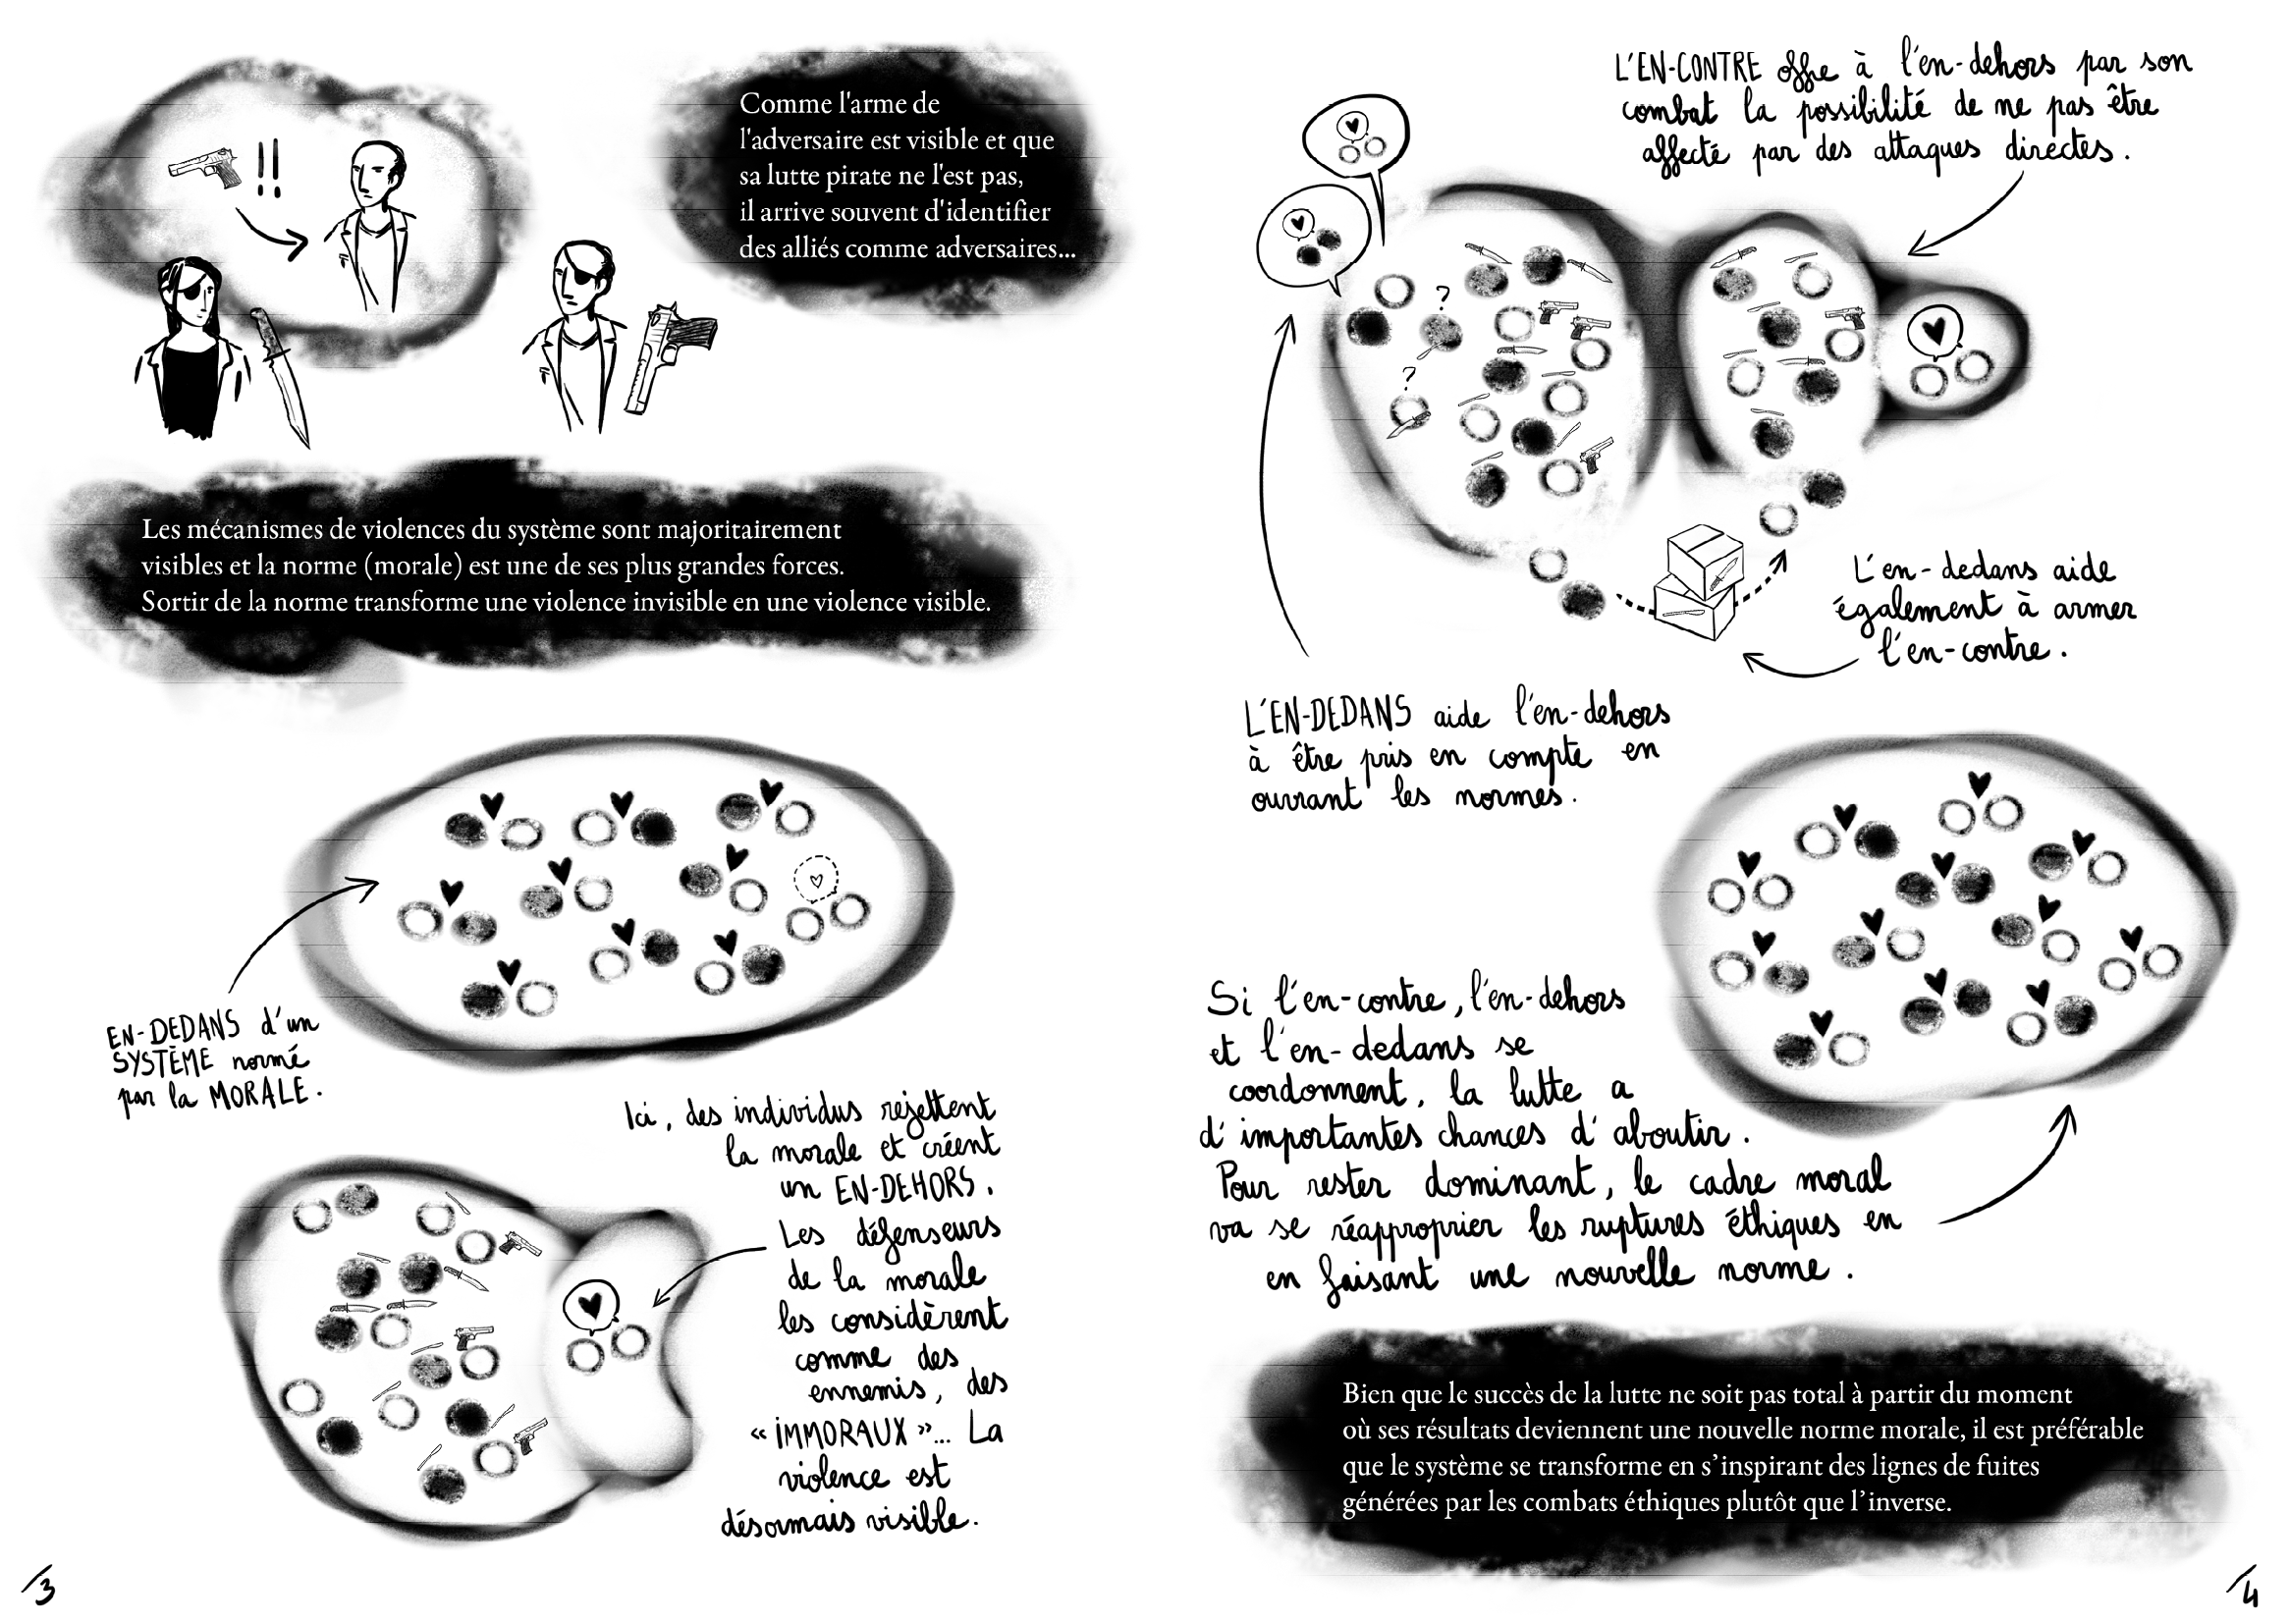 Comme l'arme de
l'adversaire est visible et que
sa lutte pirate ne l'est pas,
il arrive souvent d'identifier
des alliés comme adversaires...
!!
Les mécanismes de violences du système sont majoritairement
visibles et la norme (morale) est une de ses plus grandes forces.
Sortir de la norme transforme une violence invisible en une violence visible.
EN-DEDANS d'un
SYSTÈME normé
par la MORALE.
Ici, des individus rejettent
la morale et créent
un EN-DEHORS.
Les défenseurs
de la morale
les considèrent
comme des
ennemis, des
« IMMORAUX »... La
violence est
désormais visible.
/3
L'EN-CONTRE offre à l'en-dehors par son
combat la possibilité de ne pas être
affecté par des attaques directes.
?
?
L'en-dedans aide
également à armer
l'en-contre.
L'EN-DEDANS aide l'en-dehors
à être pris en compte en
ouvrant les normes.
Si l'en-contre, l'en-dehors
et l'en-dedans se
coordonnent, la lutte a
d'importantes chances d'aboutir.
Pour rester dominant, le cadre moral
va se réapproprier les ruptures éthiques en
en faisant une nouvelle norme.
Bien que le succès de la lutte ne soit pas total à partir du moment
où ses résultats deviennent une nouvelle norme morale, il est préférable
que le système se transforme en s'inspirant des lignes de fuites
générées par les combats éthiques plutôt que l'inverse.
/4